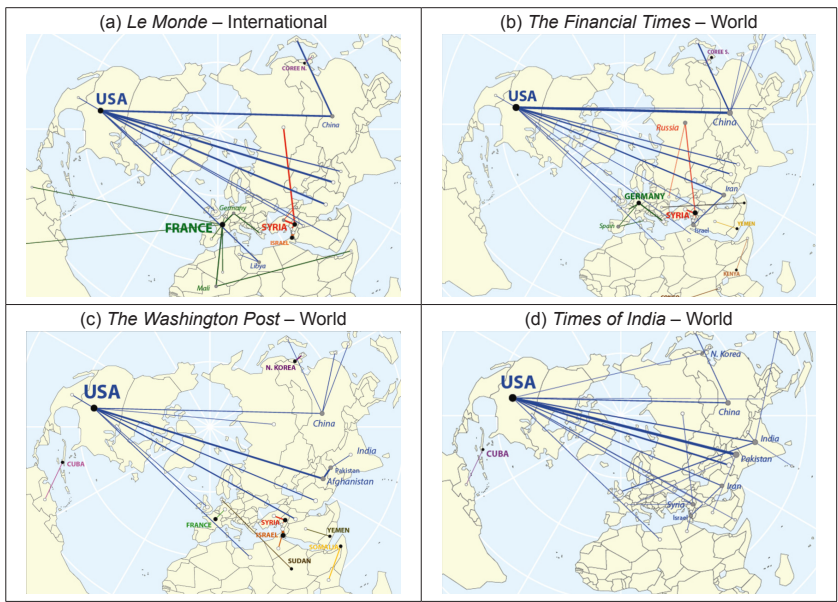 (a) Le Monde – International
COREE N.
USA
China
Germany
FRANCE
SYRIA
ISRAEL
Libya
Mali
(b) The Financial Times – World
COREE S.
USA
China
Russia
Iran
GERMANY
SYRIA
Spain
Israel
YEMEN
KENYA
CONGO
(c) The Washington Post – World
N. KOREA
USA
China
India
Pakistan
Afghanistan
CUBA
FRANCE
SYRIA
YEMEN
ISRAEL
SOMALIA
SUDAN
(d) Times of India – World
N. Korea
USA
China
India
CUBA
Pakistan
Iran
Syria
Israel